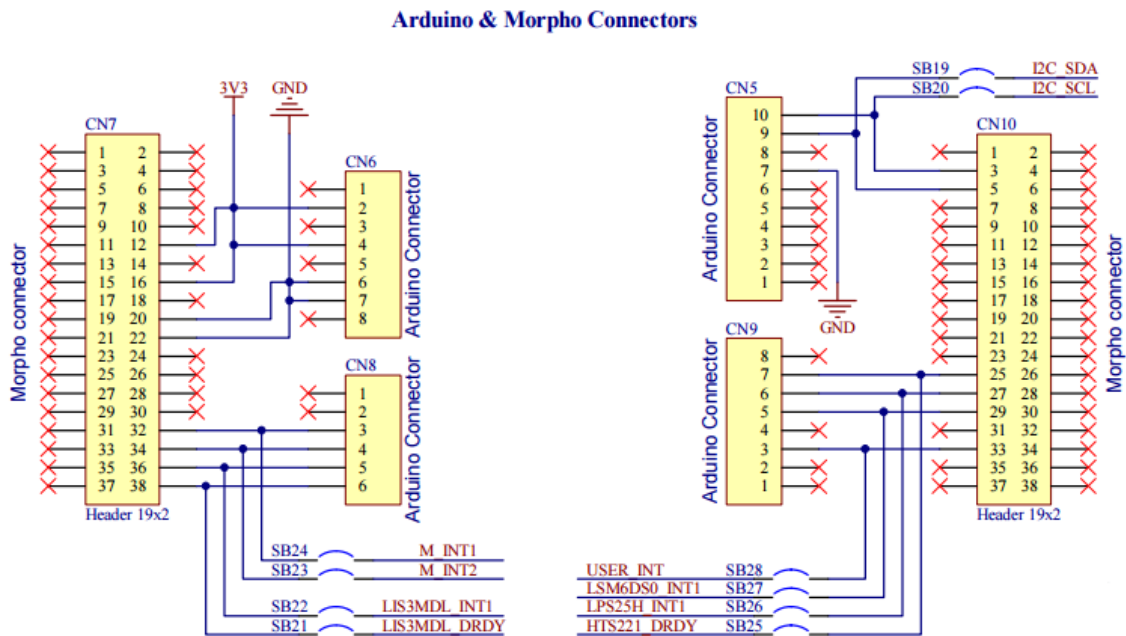 Arduino & Morpho Connectors
3V3
GND
CN7
Morpho connector
1 2
3 4
5 6
7 8
9 10
11 12
13 14
15 16
17 18
19 20
21 22
23 24
25 26
27 28
29 30
31 32
33 34
35 36
37 38
Header 19x2
CN6
1
2
3
4
5
6
7
8
Arduino Connector
CN8
1
2
3
4
5
6
Arduino Connector
SB24 M_INT1
SB23 M_INT2
SB22 LIS3MDL_INT1
SB21 LIS3MDL_DRDY
SB19 I2C_SDA
SB20 I2C_SCL
CN5
Arduino Connector
10
9
8
7
6
5
4
3
2
1
GND
CN9
Arduino Connector
8
7
6
5
4
3
2
1
CN10
1 2
3 4
5 6
7 8
9 10
11 12
13 14
15 16
17 18
19 20
21 22
23 24
25 26
27 28
29 30
31 32
33 34
35 36
37 38
Header 19x2
Morpho connector
USER_INT SB28
LSM6DS0_INT1 SB27
LPS25H_INT1 SB26
HTS221_DRDY SB25